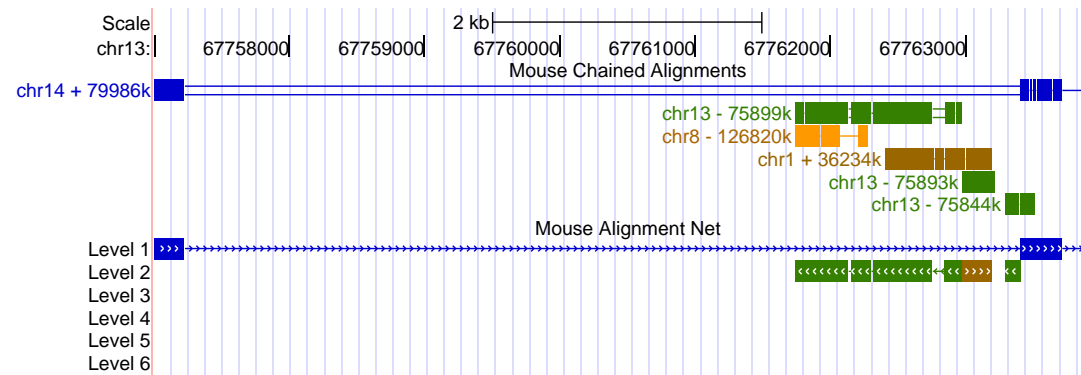 Scale 2 kb
chr13: 67758000 67759000 67760000 67761000 67762000 67763000
Mouse Chained Alignments
chr14 + 79986k
chr13 - 75899k
chr8 - 126820k
chr1 + 36234k
chr13 - 75893k
chr13 - 75844k
Mouse Alignment Net
Level 1
Level 2
Level 3
Level 4
Level 5
Level 6